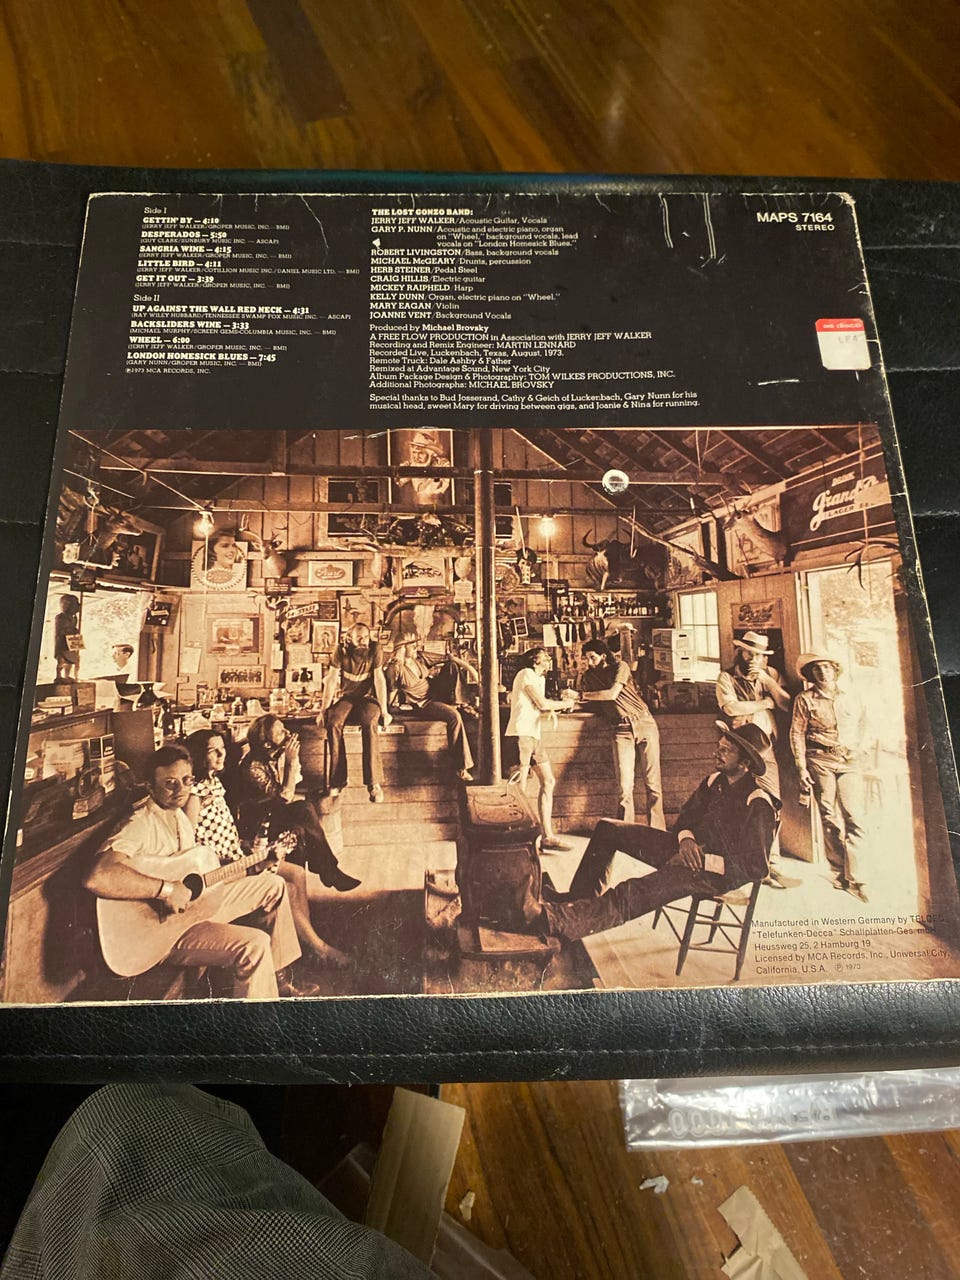 Side I
GETTIN' BY — 4:10
(JERRY JEFF WALKER/GROPER MUSIC, INC. — BMI)
DESPERADOS — 5:50
(GUY CLARK/SUNBURY MUSIC INC. — ASCAP)
SANGRIA WINE — 4:15
(JERRY JEFF WALKER/GROPER MUSIC, INC. — BMI)
LITTLE BIRD — 4:11
(JERRY JEFF WALKER/COTILLION MUSIC INC./DANIEL MUSIC LTD. — BMI)
GET IT OUT — 3:39
(JERRY JEFF WALKER/GROPER MUSIC, INC. — BMI)
Side II
UP AGAINST THE WALL RED NECK — 4:31
(RAY WILEY HUBBARD/TENNESSEE SWAMP FOX MUSIC INC. — ASCAP)
BACKSLIDERS WINE — 3:33
(MICHAEL MURPHY/SCREEN GEMS-COLUMBIA MUSIC, INC. — BMI)
WHEEL — 6:00
(JERRY JEFF WALKER/GROPER MUSIC, INC. — BMI)
LONDON HOMESICK BLUES — 7:45
(GARY NUNN/GROPER MUSIC, INC. — BMI)
℗1973 MCA RECORDS, INC.
THE LOST GONZO BAND:
JERRY JEFF WALKER/Acoustic Guitar, Vocals
GARY P. NUNN/Acoustic and electric piano, organ
on "Wheel," background vocals, lead
vocals on "London Homesick Blues."
ROBERT LIVINGSTON/Bass, background vocals
MICHAEL McGEARY/Drums, percussion
HERB STEINER/Pedal Steel
CRAIG HILLIS/Electric guitar
MICKEY RAIPHELD/Harp
KELLY DUNN/Organ, electric piano on "Wheel."
MARY EAGAN/Violin
JOANNE VENT/Background Vocals
Produced by Michael Brovsky
A FREE FLOW PRODUCTION in Association with JERRY JEFF WALKER
Recording and Remix Engineer: MARTIN LENNARD
Recorded Live, Luckenbach, Texas, August, 1973.
Remote Truck: Dale Ashby & Father
Remixed at Advantage Sound, New York City
Album Package Design & Photography: TOM WILKES PRODUCTIONS, INC.
Additional Photographs: MICHAEL BROVSKY
Special thanks to Bud Josserand, Cathy & Geich of Luckenbach, Gary Nunn for his
musical head, sweet Mary for driving between gigs, and Joanie & Nina for running.
MAPS 7164
STEREO
disco
Grand
LAGER
Pearl
Manufactured in Western Germany by TELDEC
"Telefunken-Decca" Schallplatten-Ges. mbH
Heussweg 25, 2 Hamburg 19
Licensed by MCA Records, Inc., Universal City,
California, U.S.A. ℗ 1973